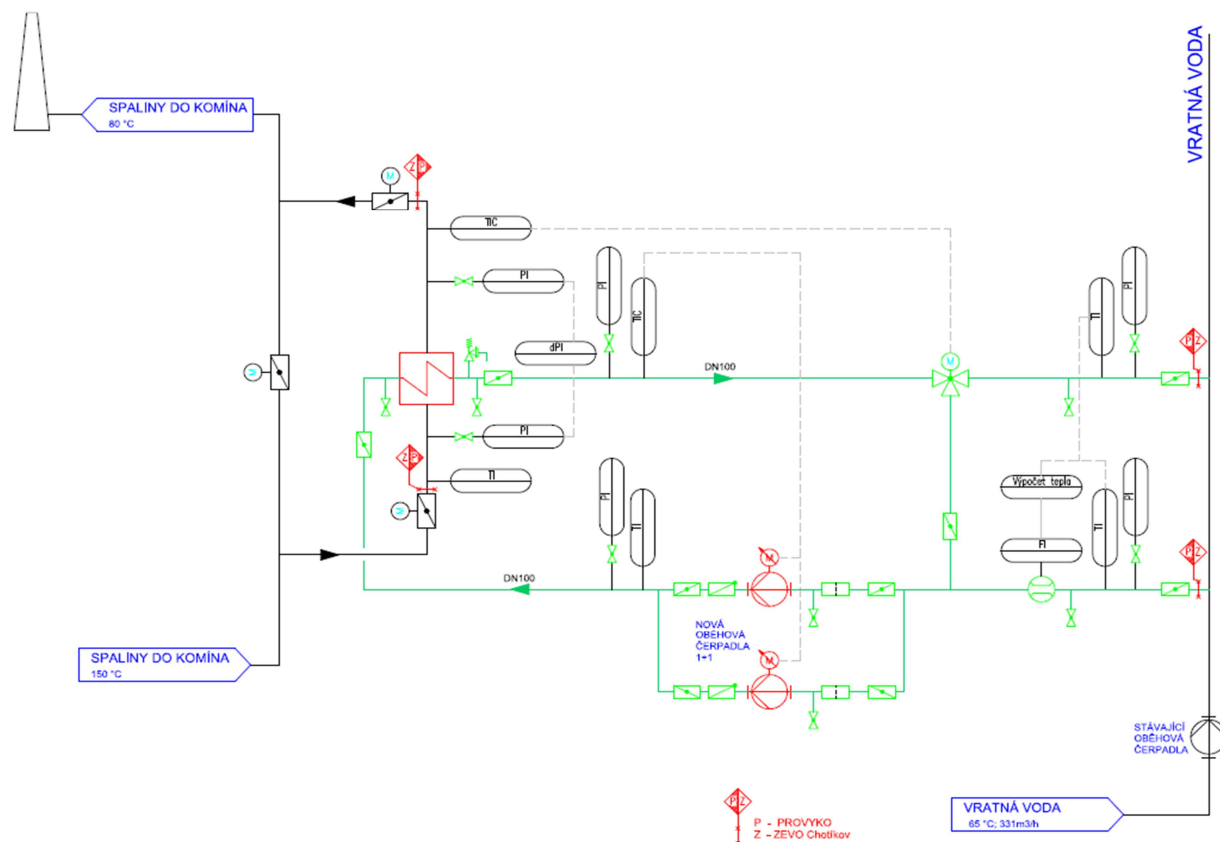 SPALINY DO KOMÍNA
80 °C
VRATNÁ VODA
M
Z P
TIC
PI
PI
TIC
TI
PI
M
dPI
M
P Z
DN100
PI
Z P
TI
M
PI
TI
Výpočet tepla
TI
PI
FI
P Z
M
DN100
NOVÁ
OBĚHOVÁ
ČERPADLA
1+1
M
SPALINY DO KOMÍNA
150 °C
STÁVAJÍCÍ
OBĚHOVÁ
ČERPADLA
P Z
P - PROVYKO
Z - ZEVO Chotíkov
VRATNÁ VODA
65 °C; 331m3/h